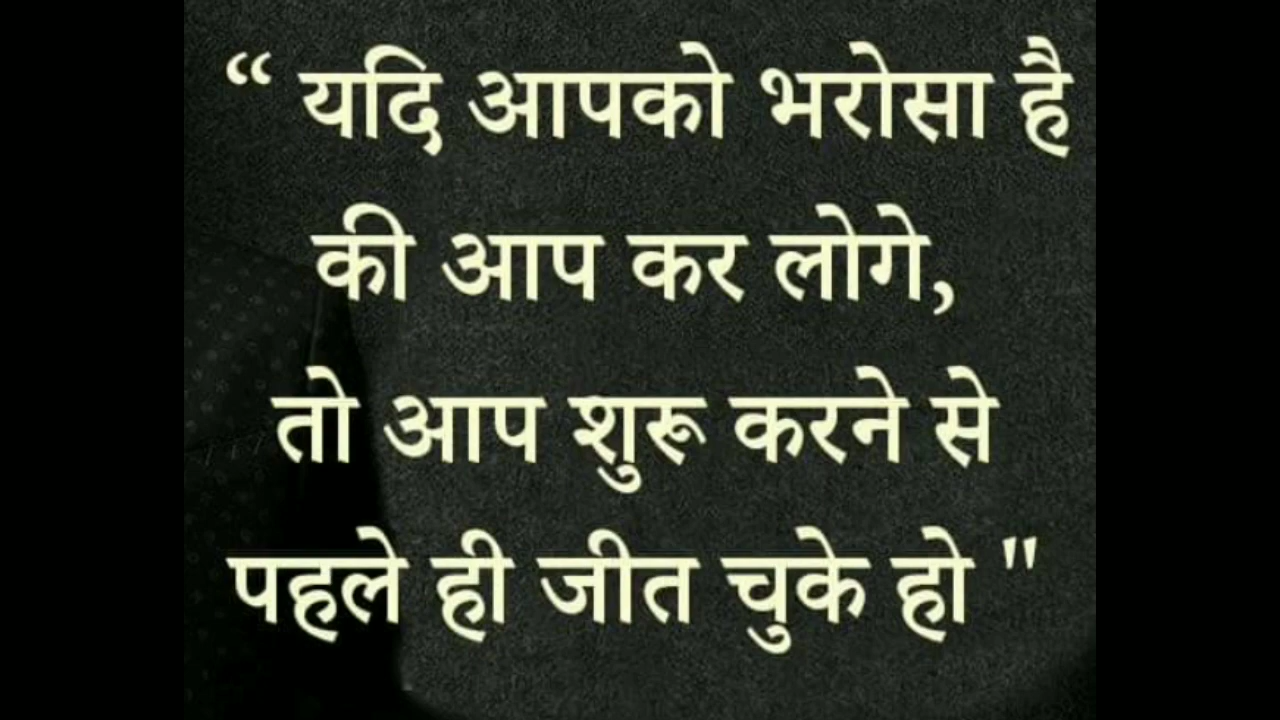 “ यदि आपको भरोसा है
की आप कर लोगे,
तो आप शुरू करने से
पहले ही जीत चुके हो "